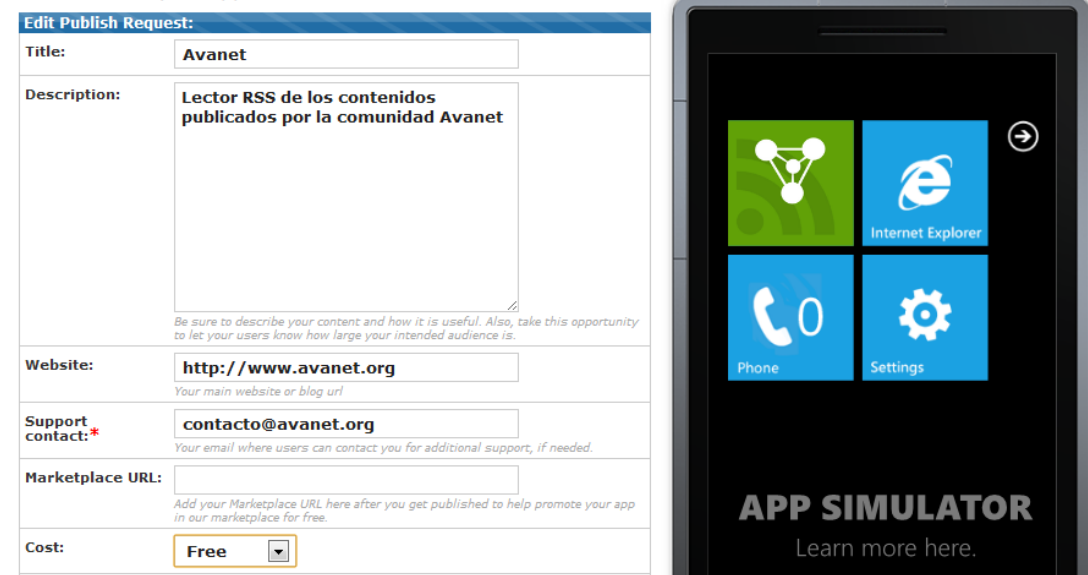 Edit Publish Request:
Title:
Avanet
Description:
Lector RSS de los contenidos
publicados por la comunidad Avanet
Be sure to describe your content and how it is useful. Also, take this opportunity
to let your users know how large your intended audience is.
Website:
http://www.avanet.org
Your main website or blog url
Support
contact:*
contacto@avanet.org
Your email where users can contact you for additional support, if needed.
Marketplace URL:
Add your Marketplace URL here after you get published to help promote your app
in our marketplace for free.
Cost:
Free
Internet Explorer
0
Phone
Settings
APP SIMULATOR
Learn more here.